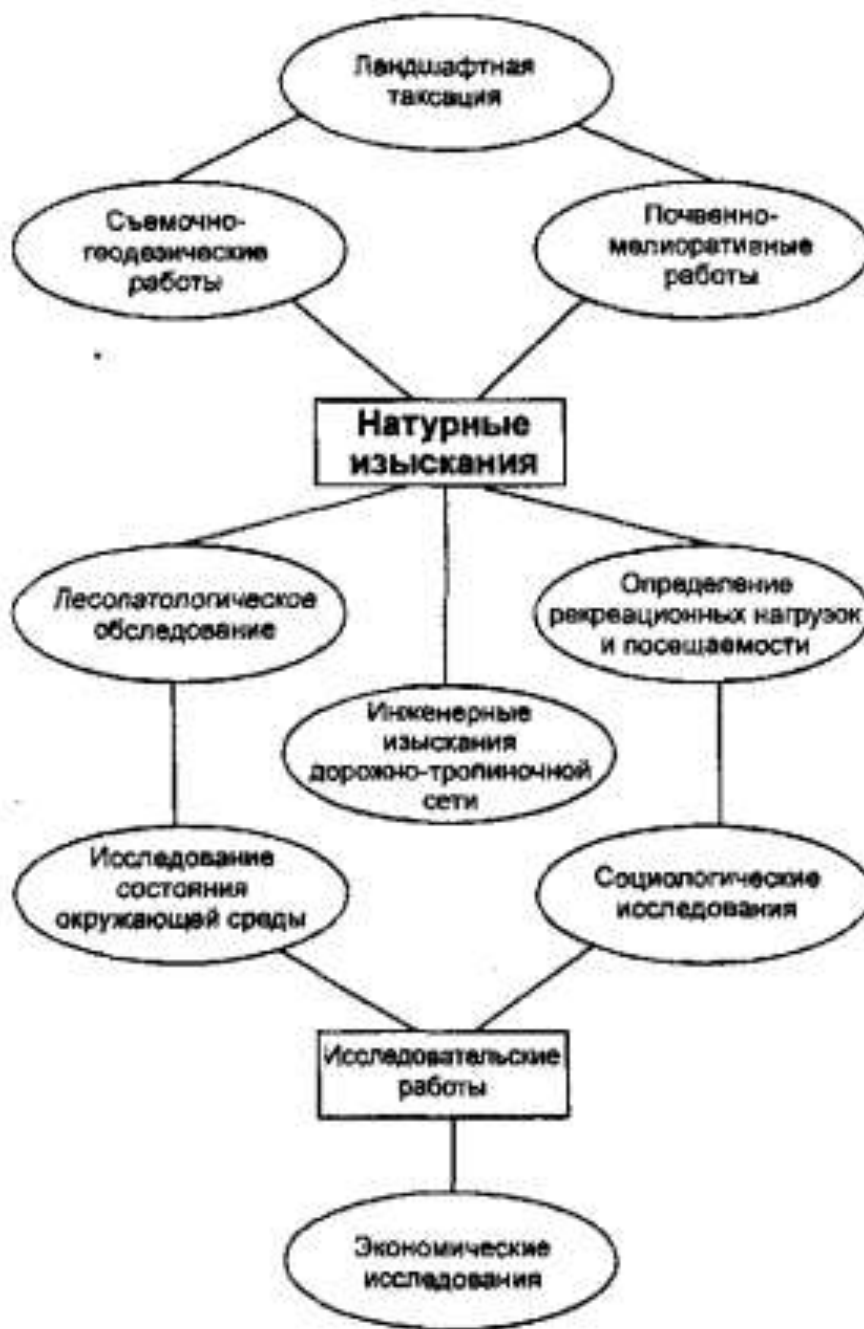 Ландшафтная
таксация
Съемочно-
геодезические
работы
Почвенно-
мелиоративные
работы
Натурные
изыскания
Лесопатологическое
обследование
Определение
рекреационных нагрузок
и посещаемости
Инженерные
изыскания
дорожно-тропиночной
сети
Исследование
состояния
окружающей среды
Социологические
исследования
Исследовательские
работы
Экономические
исследования